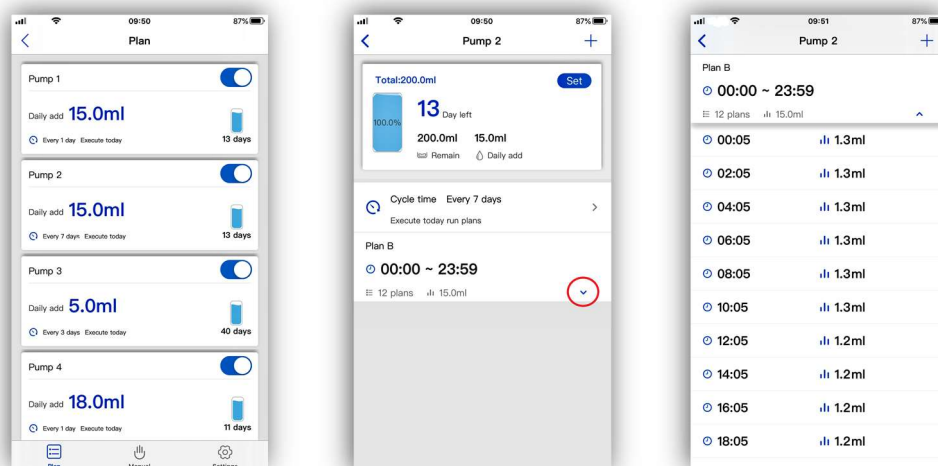 09:50
87%
Plan
Pump 1
Daily add 15.0ml
Every 1 day Execute today
13 days
Pump 2
Daily add 15.0ml
Every 7 days Execute today
13 days
Pump 3
Daily add 5.0ml
Every 3 days Execute today
40 days
Pump 4
Daily add 18.0ml
Every 1 day Execute today
11 days
Plan Manual Settings
09:50
87%
Pump 2
Total:200.0ml
Set
100.0%
13 Day left
200.0ml 15.0ml
Remain Daily add
Cycle time Every 7 days
Execute today run plans
Plan B
00:00 ~ 23:59
12 plans 15.0ml
09:51
87%
Pump 2
Plan B
00:00 ~ 23:59
12 plans 15.0ml
00:05 1.3ml
02:05 1.3ml
04:05 1.3ml
06:05 1.3ml
08:05 1.3ml
10:05 1.3ml
12:05 1.2ml
14:05 1.2ml
16:05 1.2ml
18:05 1.2ml